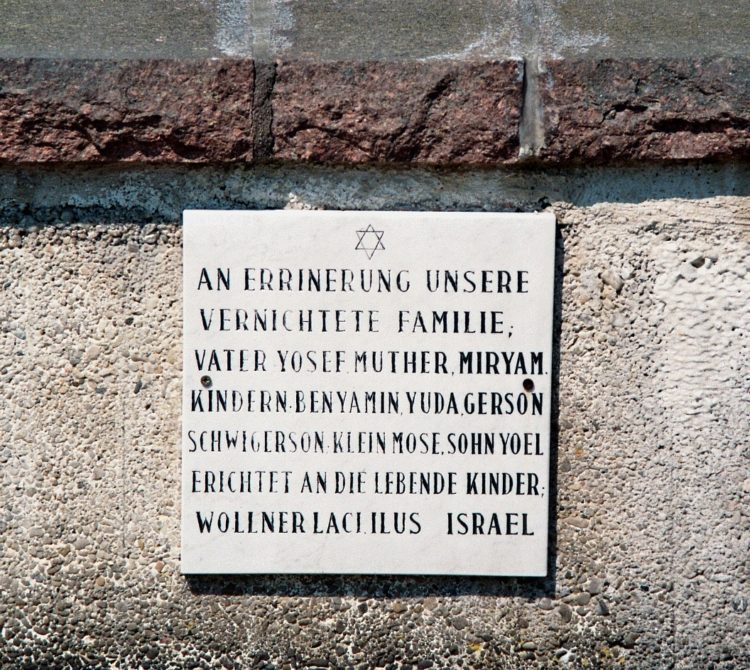 AN ERRINERUNG UNSERE
VERNICHTETE FAMILIE;
VATER YOSEF. MUTHER, MIRYAM.
KINDERN·BENYAMIN, YUDA, GERSON
SCHWIGERSON: KLEIN MOSE, SOHN YOEL
ERICHTET AN DIE LEBENDE KINDER;
WOLLNER LACI. ILUS ISRAEL